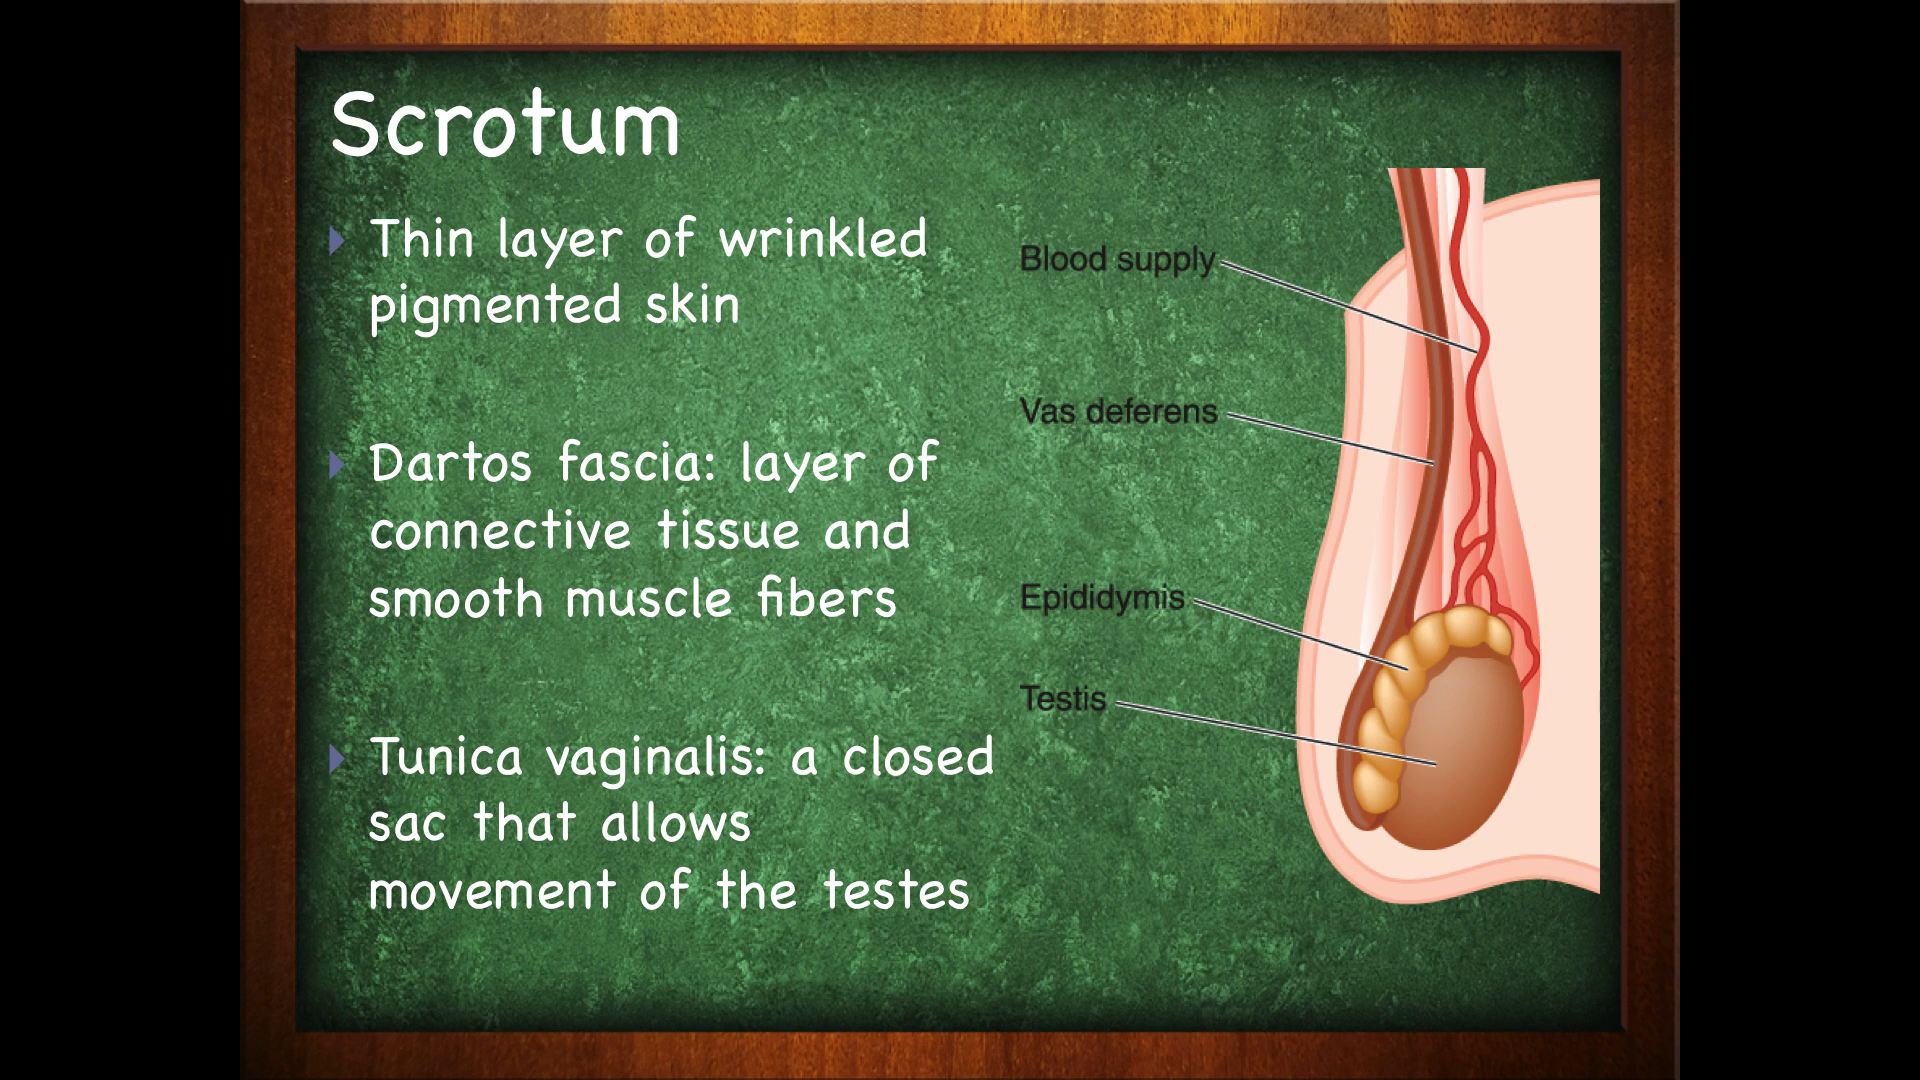 Scrotum
Thin layer of wrinkled
pigmented skin
Dartos fascia: layer of
connective tissue and
smooth muscle fibers
Tunica vaginalis: a closed
sac that allows
movement of the testes
Blood supply
Vas deferens
Epididymis
Testis